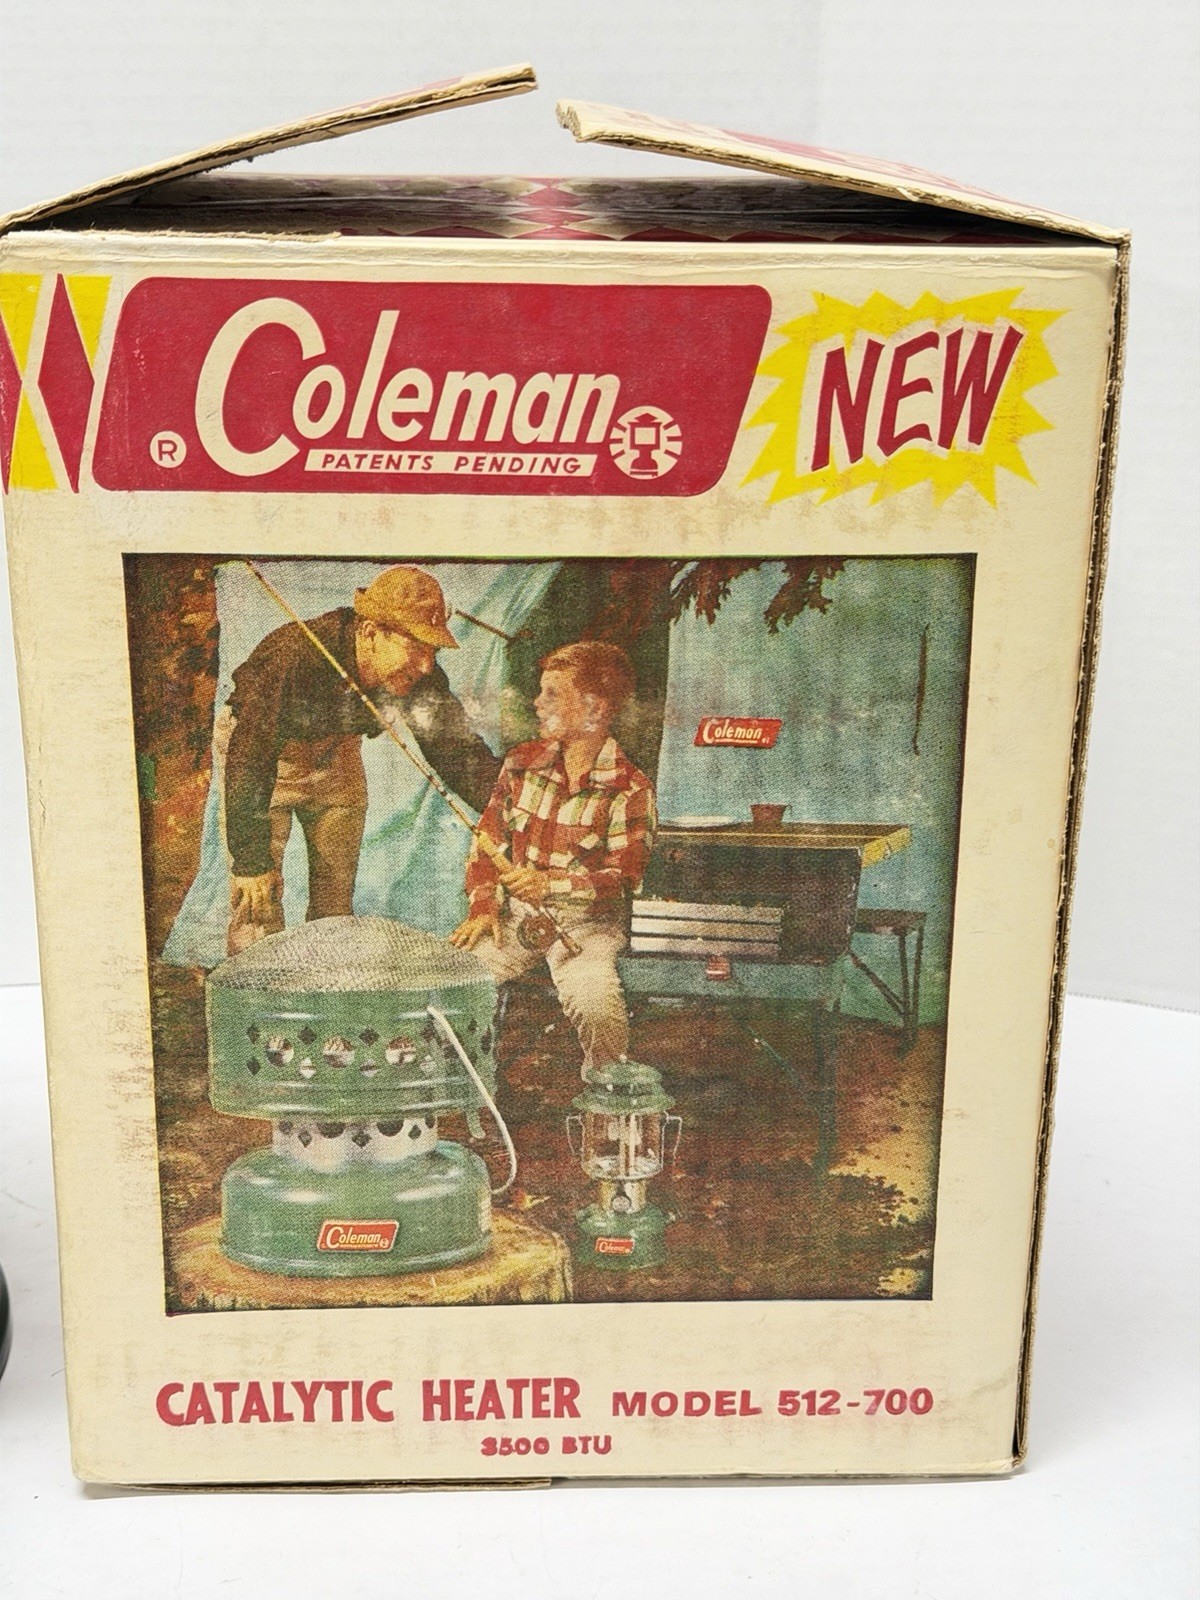 ® Coleman
PATENTS PENDING
NEW
Coleman
Coleman
Coleman
CATALYTIC HEATER MODEL 512-700
3500 BTU